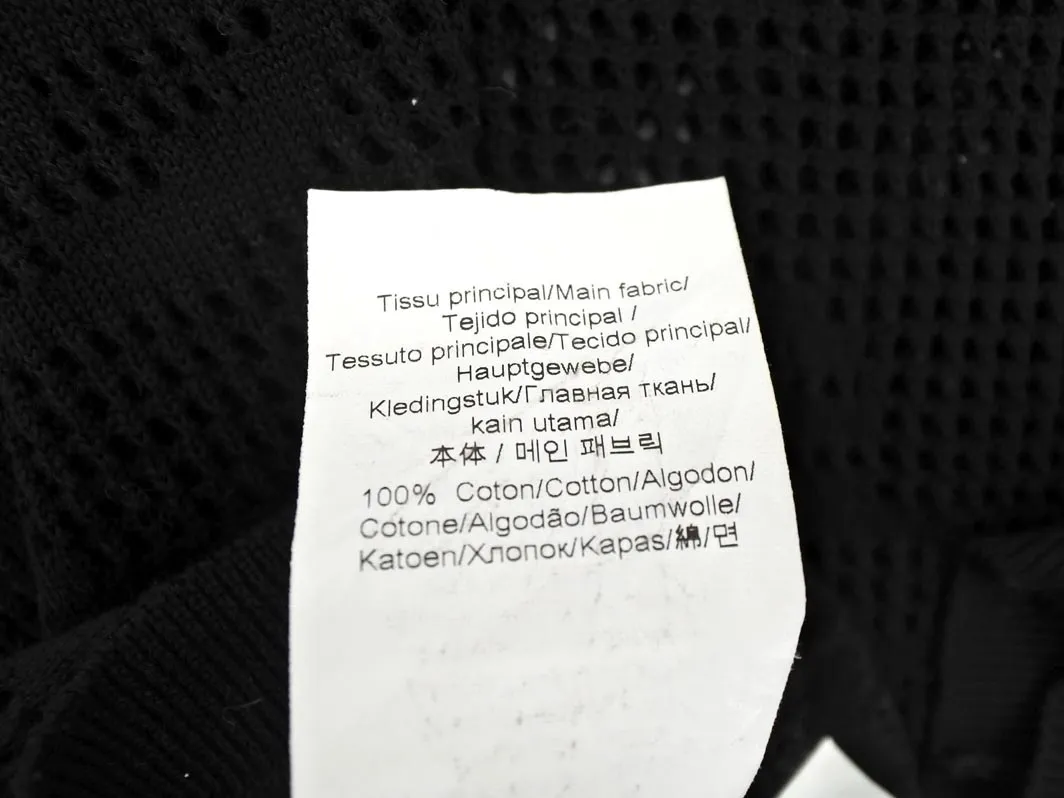 Tissu principal/Main fabric/
Tejido principal /
Tessuto principale/Tecido principal/
Hauptgewebe/
Kledingstuk/Главная ткань/
kain utama/
本体 / 메인 패브릭
100% Coton/Cotton/Algodon/
Cotone/Algodão/Baumwolle/
Katoen/Хлопок/Kapas/綿/면